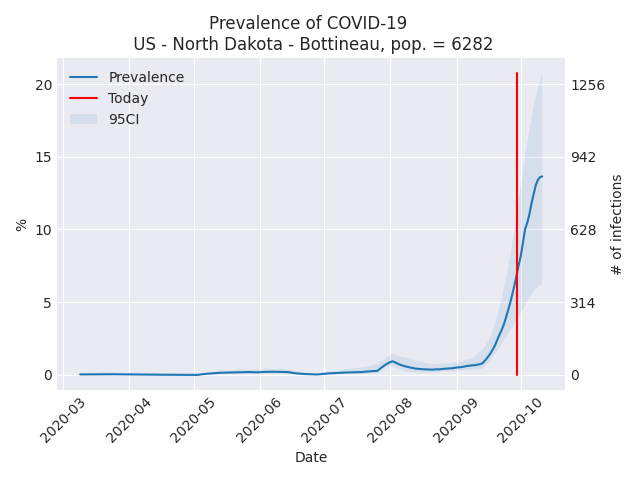 Prevalence of COVID-19
US - North Dakota - Bottineau, pop. = 6282
Prevalence
Today
95CI
20
15
10
5
0
%
1256
942
628
314
0
# of infections
2020-03
2020-04
2020-05
2020-06
2020-07
2020-08
2020-09
2020-10
Date